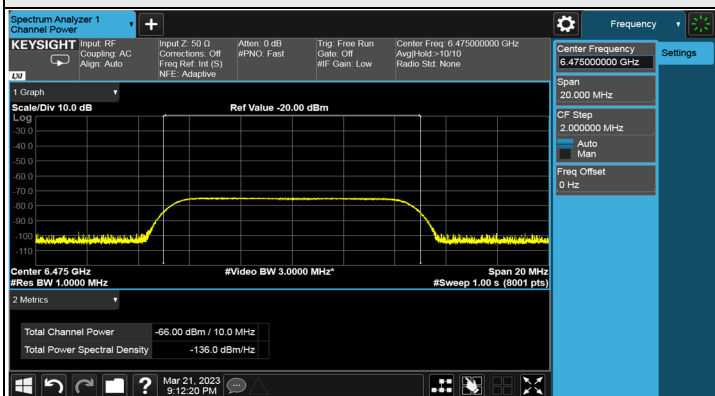 Spectrum Analyzer 1
Channel Power
+
Frequency
KEYSIGHT
LXI
Input: RF
Coupling: AC
Align: Auto
Input Z: 50 Ω
Corrections: Off
Freq Ref: Int (S)
NFE: Adaptive
Atten: 0 dB
#PNO: Fast
Trig: Free Run
Gate: Off
#IF Gain: Low
Center Freq: 6.475000000 GHz
Avg|Hold:>10/10
Radio Std: None
Center Frequency
6.475000000 GHz
Settings
Span
20.000 MHz
CF Step
2.000000 MHz
Auto
Man
Freq Offset
0 Hz
1 Graph
Scale/Div 10.0 dB
Ref Value -20.00 dBm
Log
-30.0
-40.0
-50.0
-60.0
-70.0
-80.0
-90.0
-100
-110
Center 6.475 GHz
#Video BW 3.0000 MHz*
Span 20 MHz
#Res BW 1.0000 MHz
#Sweep 1.00 s (8001 pts)
2 Metrics
Total Channel Power -66.00 dBm / 10.0 MHz
Total Power Spectral Density -136.0 dBm/Hz
?
Mar 21, 2023
9:12:20 PM